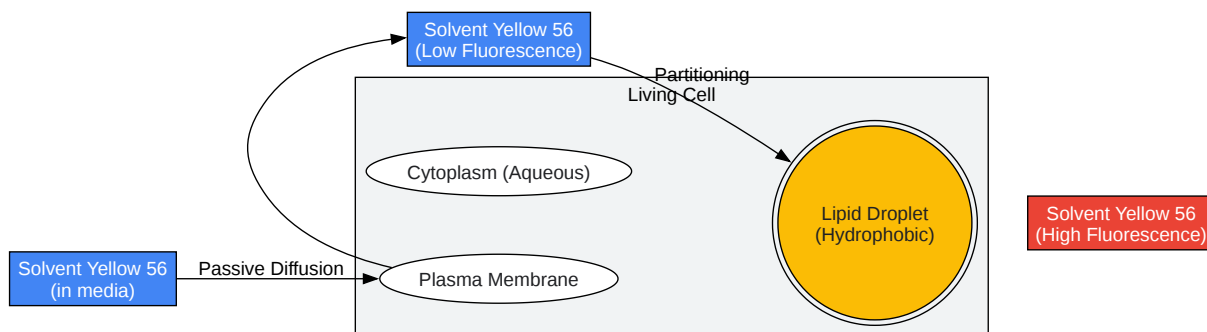 Solvent Yellow 56
(Low Fluorescence)
Partitioning
Living Cell
Cytoplasm (Aqueous)
Lipid Droplet
(Hydrophobic)
Solvent Yellow 56
(High Fluorescence)
Solvent Yellow 56
(in media)
Passive Diffusion
Plasma Membrane